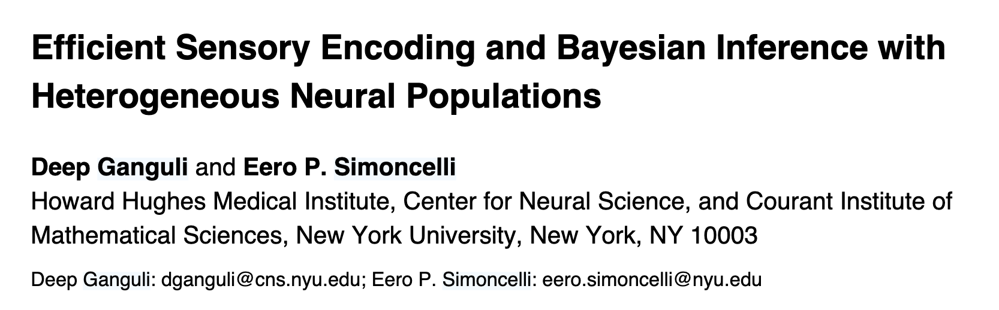 Efficient Sensory Encoding and Bayesian Inference with
Heterogeneous Neural Populations
Deep Ganguli and Eero P. Simoncelli
Howard Hughes Medical Institute, Center for Neural Science, and Courant Institute of
Mathematical Sciences, New York University, New York, NY 10003
Deep Ganguli: dganguli@cns.nyu.edu; Eero P. Simoncelli: eero.simoncelli@nyu.edu